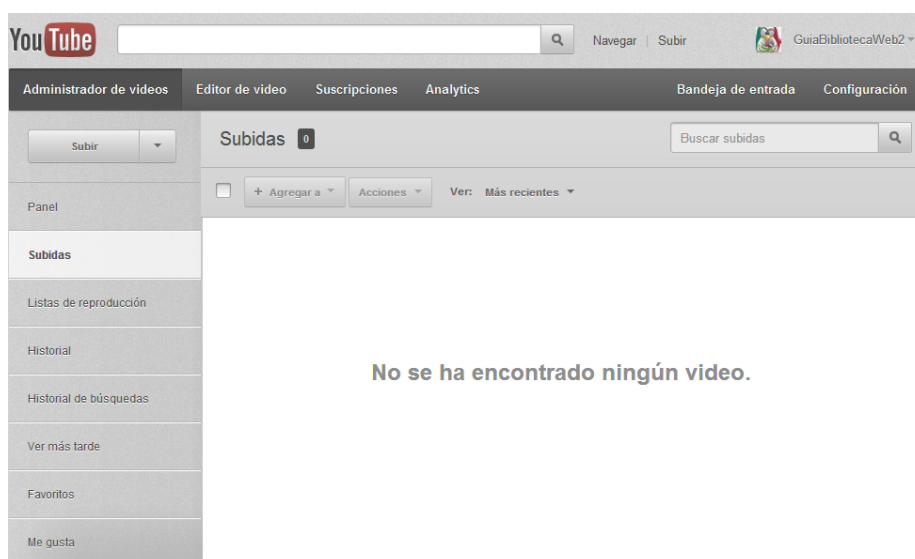 YouTube
Navegar | Subir
GuiaBibliotecaWeb2
Administrador de videos
Editor de video
Suscripciones
Analytics
Bandeja de entrada
Configuración
Subir
Subidas 0
Buscar subidas
+ Agregar a
Acciones
Ver: Más recientes
Panel
Subidas
Listas de reproducción
Historial
Historial de búsquedas
Ver más tarde
Favoritos
Me gusta
No se ha encontrado ningún video.